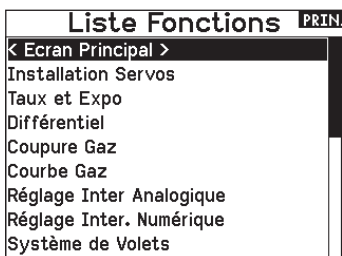 Liste Fonctions PRIN.
< Ecran Principal >
Installation Servos
Taux et Expo
Différentiel
Coupure Gaz
Courbe Gaz
Réglage Inter Analogique
Réglage Inter. Numérique
Système de Volets